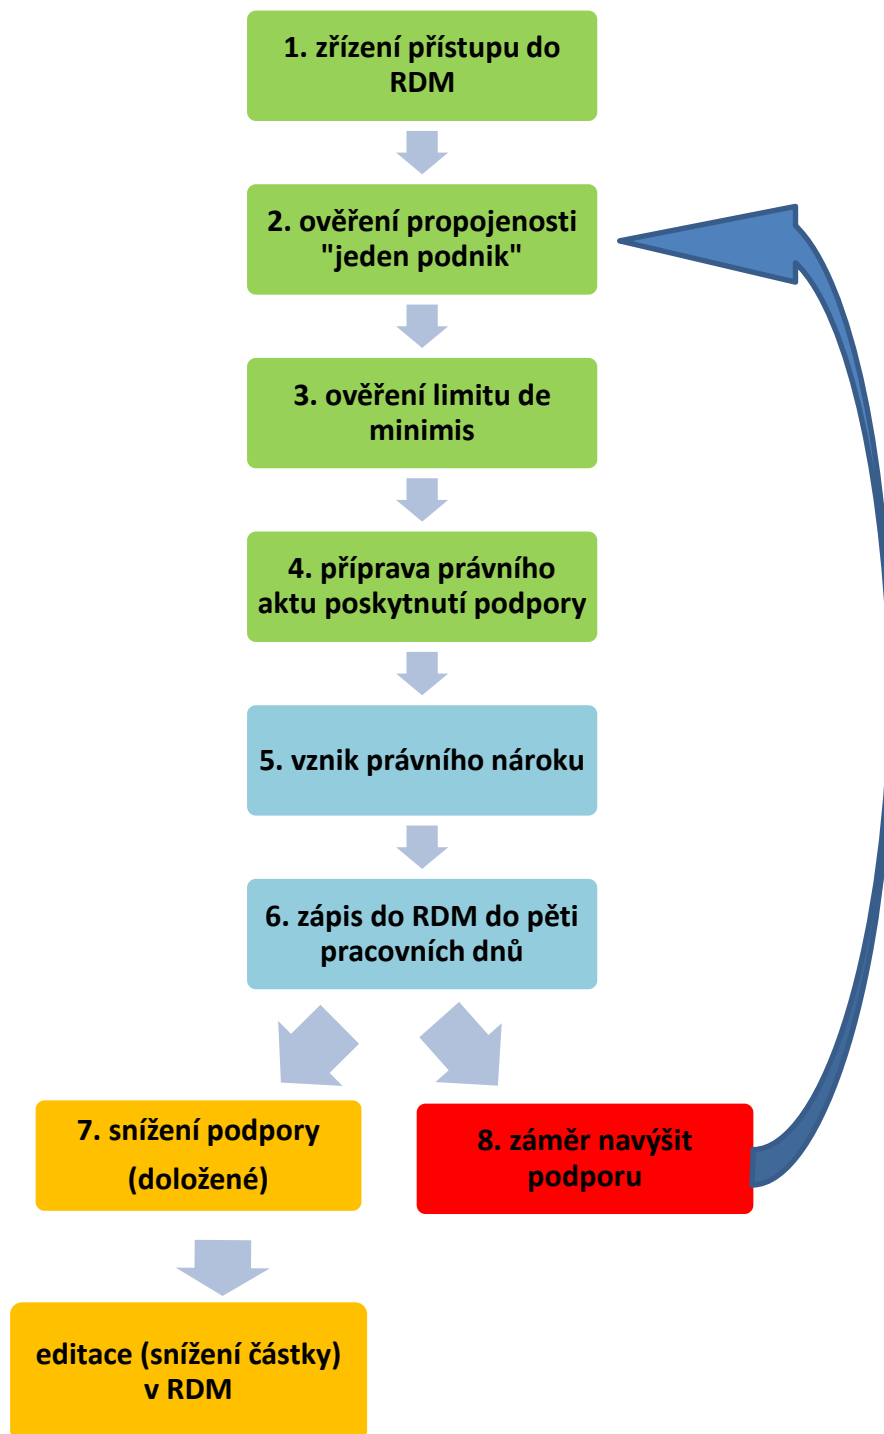 1. zřízení přístupu do
RDM
2. ověření propojenosti
"jeden podnik"
3. ověření limitu de
minimis
4. příprava právního
aktu poskytnutí podpory
5. vznik právního nároku
6. zápis do RDM do pěti
pracovních dnů
7. snížení podpory
(doložené)
8. záměr navýšit
podporu
editace (snížení částky)
v RDM